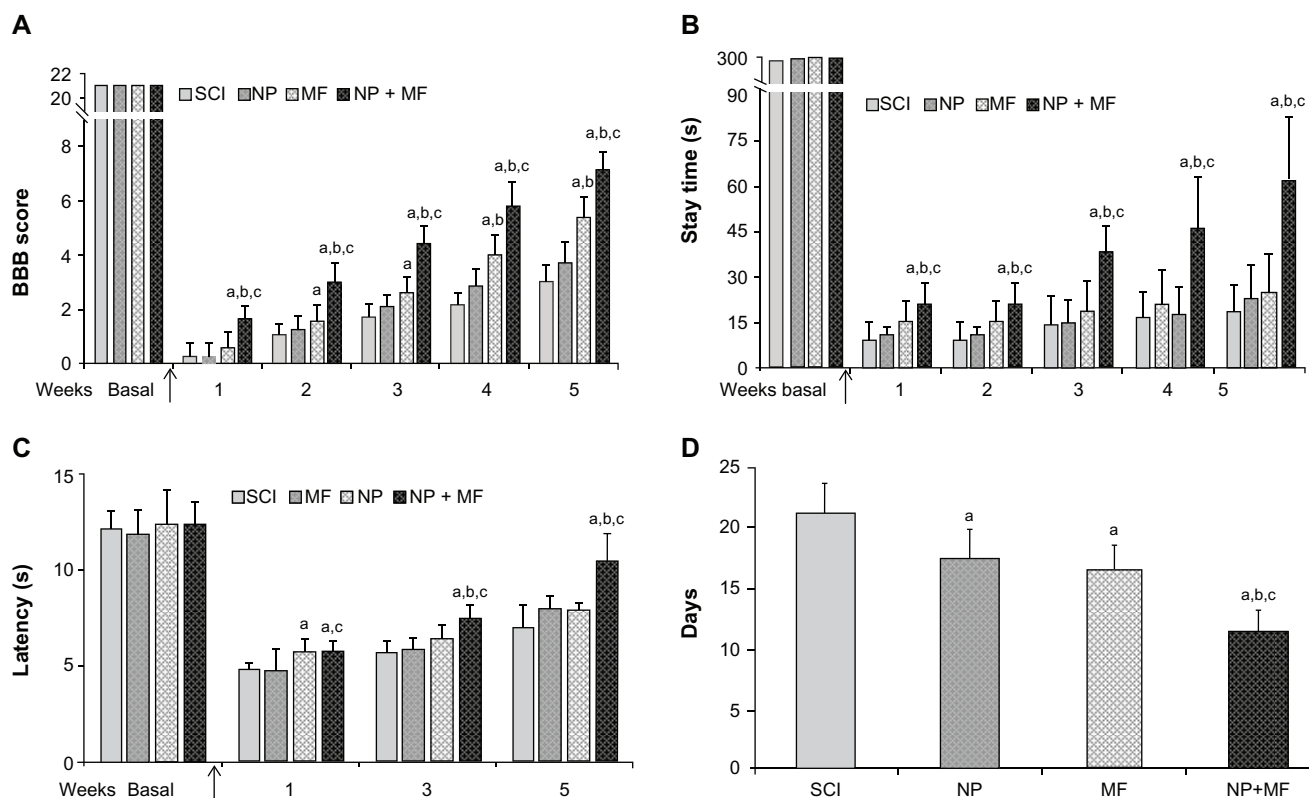 A
BBB score
22
20
8
6
4
2
0
SCI NP MF NP + MF
a,b,c
a
a,b,c
a
a,b,c
a,b
a,b,c
a,b
a,b,c
Weeks Basal 1 2 3 4 5
B
Stay time (s)
300
90
75
60
45
30
15
0
SCI NP MF NP + MF
a,b,c
a,b,c
a,b,c
a,b,c
a,b,c
Weeks basal 1 2 3 4 5
C
Latency (s)
15
10
5
0
SCI MF NP NP + MF
a
a,c
a,b,c
a,b,c
Weeks Basal 1 3 5
D
Days
25
20
15
10
5
0
a
a
a,b,c
SCI NP MF NP+MF